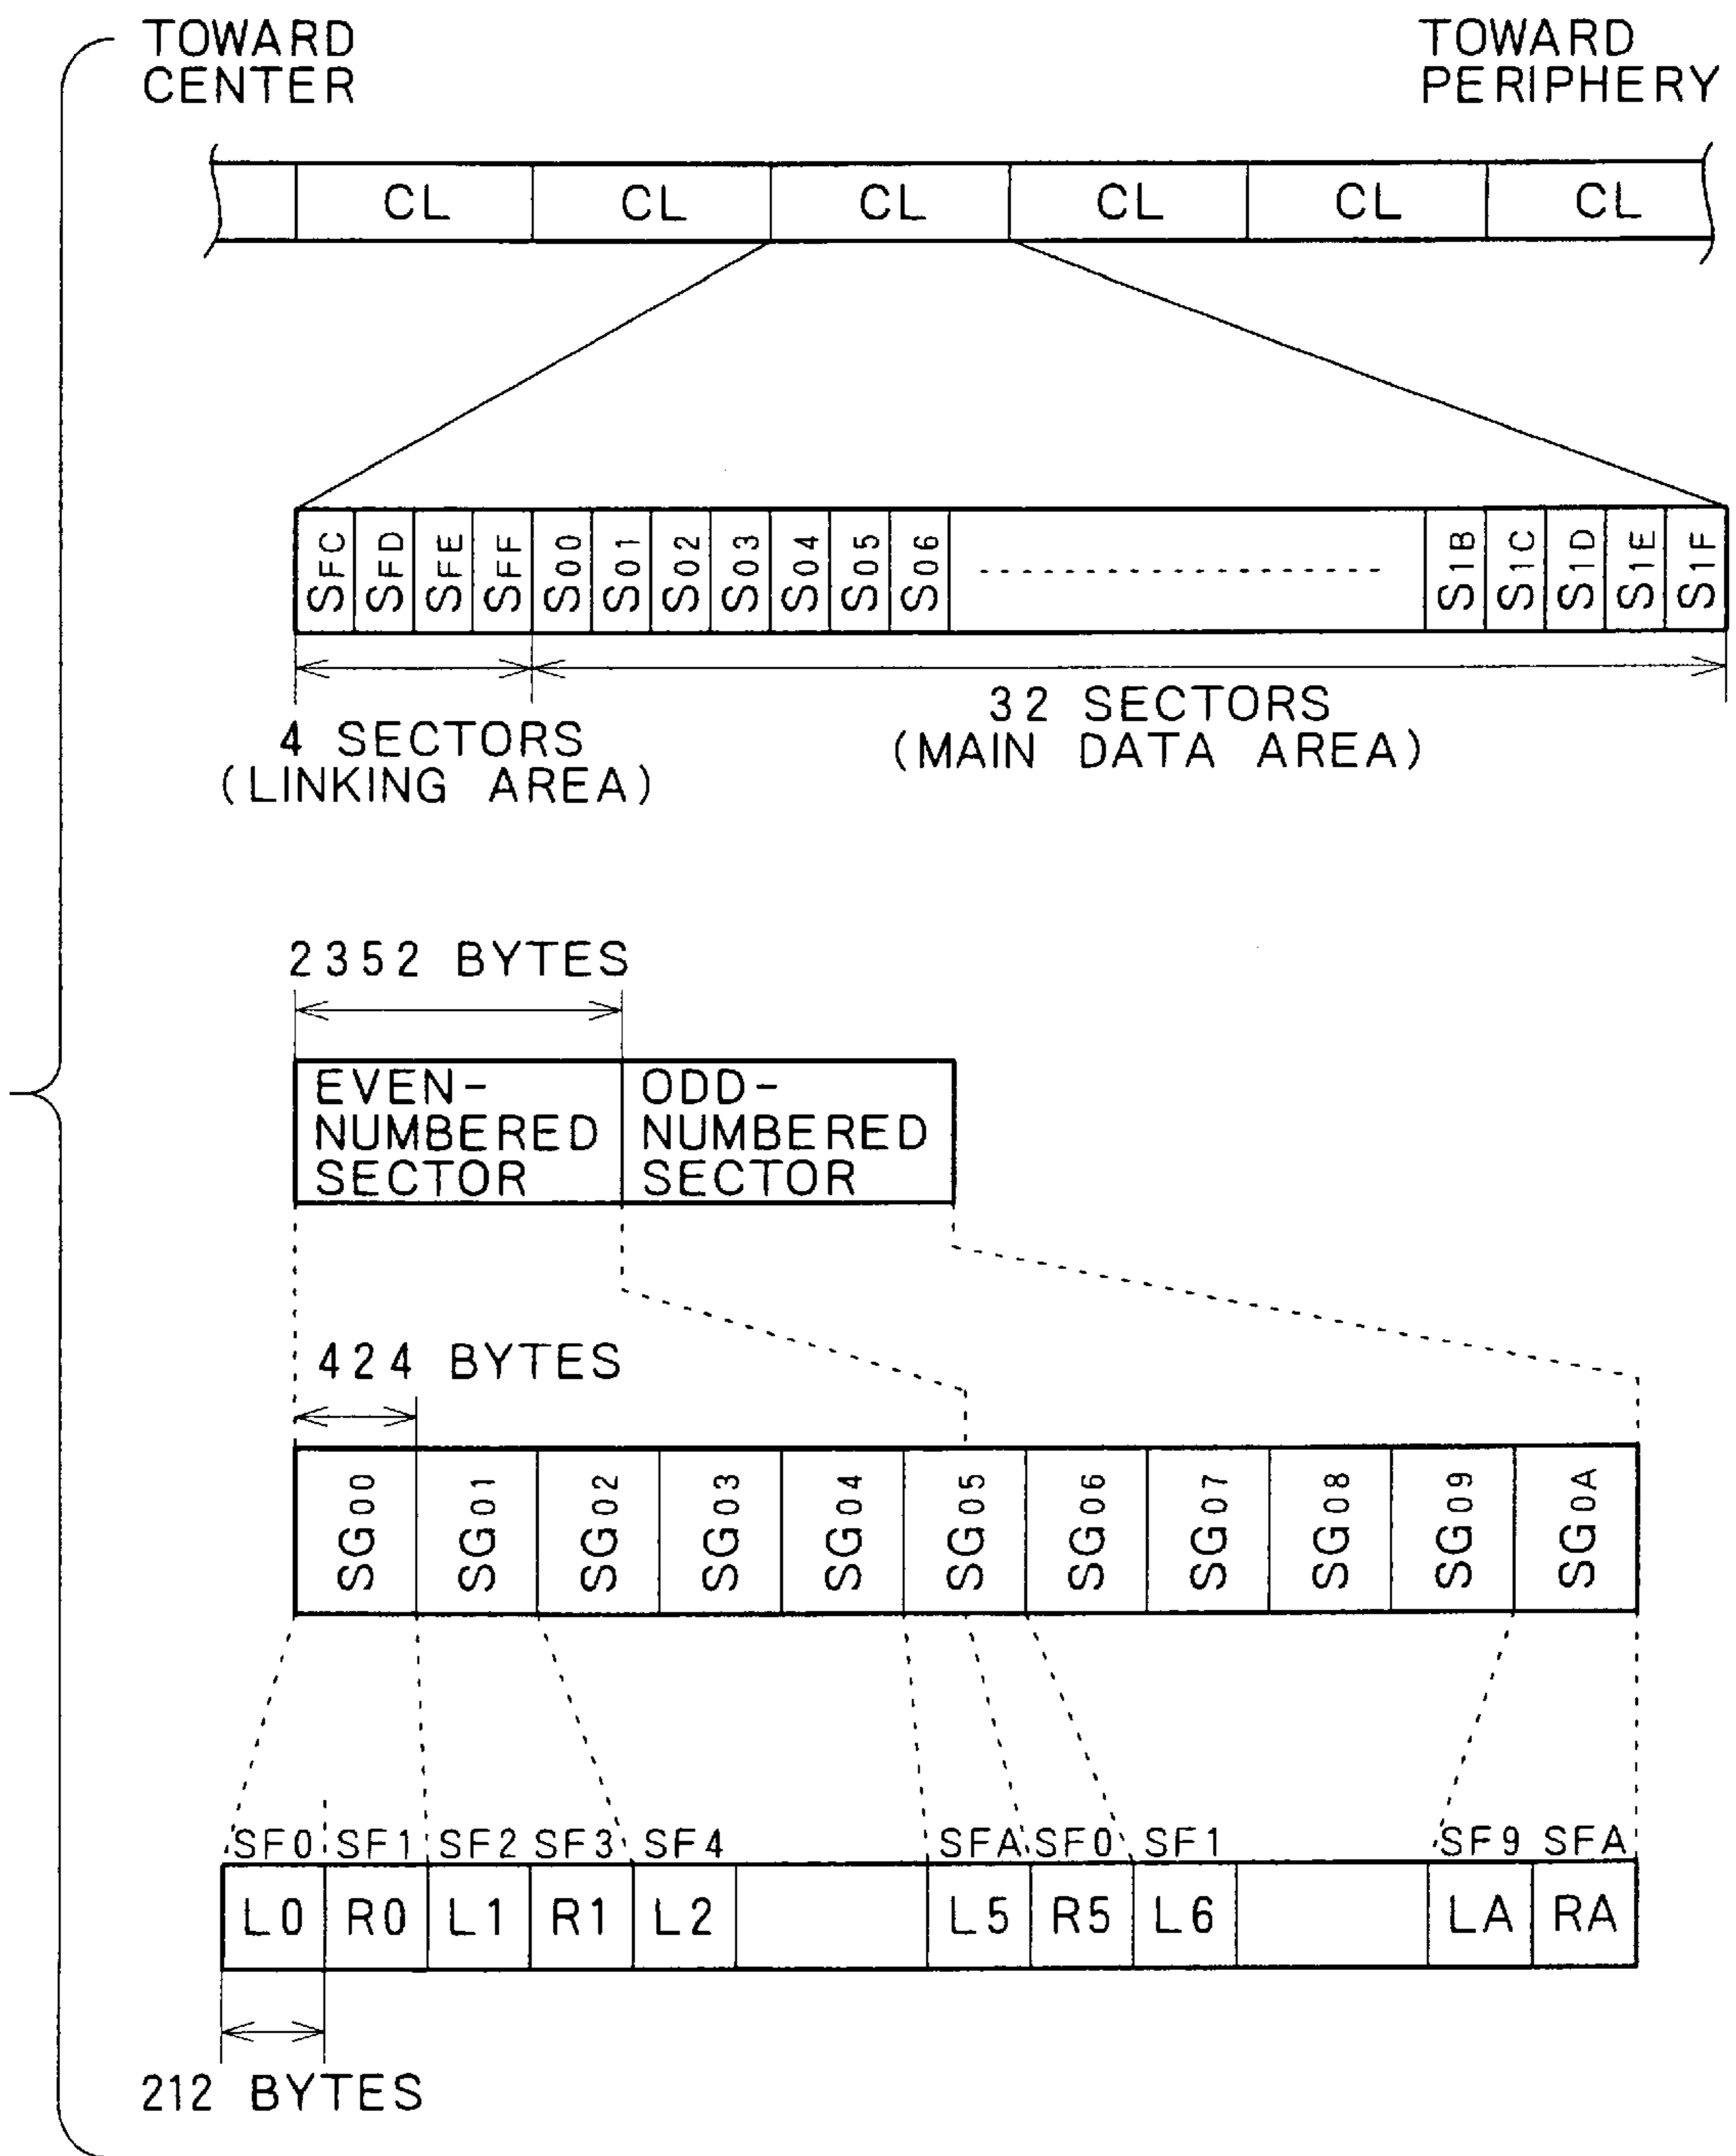 TOWARD
CENTER
TOWARD
PERIPHERY
CL CL CL CL CL CL
SFC SFD SFE SFF S00 S01 S02 S03 S04 S05 S06 S1B S1C S1D S1E S1F
4 SECTORS
(LINKING AREA)
32 SECTORS
(MAIN DATA AREA)
2352 BYTES
EVEN-
NUMBERED
SECTOR
ODD-
NUMBERED
SECTOR
424 BYTES
SG00 SG01 SG02 SG03 SG04 SG05 SG06 SG07 SG08 SG09 SG0A
SF0 SF1 SF2 SF3 SF4 SFA SF0 SF1 SF9 SFA
L0 R0 L1 R1 L2 L5 R5 L6 LA RA
212 BYTES